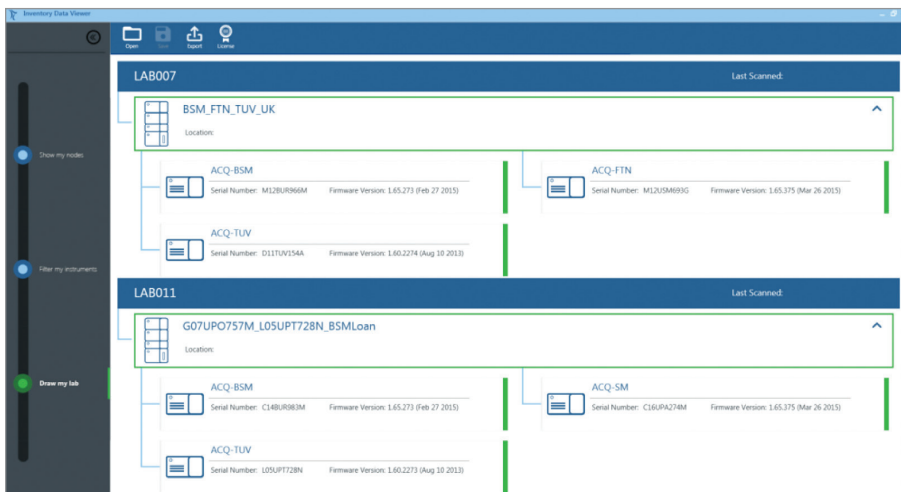 Inventory Data Viewer
Open
Save
Export
License
LAB007
Last Scanned:
BSM_FTN_TUV_UK
Location:
ACQ-BSM
Serial Number: M12BUR966M Firmware Version: 1.65.273 (Feb 27 2015)
ACQ-FTN
Serial Number: M12USM693G Firmware Version: 1.65.375 (Mar 26 2015)
ACQ-TUV
Serial Number: D11TUV154A Firmware Version: 1.60.2274 (Aug 10 2013)
LAB011
Last Scanned:
G07UPO757M_L05UPT728N_BSMLoan
Location:
ACQ-BSM
Serial Number: C14BUR983M Firmware Version: 1.65.273 (Feb 27 2015)
ACQ-SM
Serial Number: C16UPA274M Firmware Version: 1.65.375 (Mar 26 2015)
ACQ-TUV
Serial Number: L05UPT728N Firmware Version: 1.60.2273 (Aug 10 2013)
Show my nodes
Filter my instruments
Draw my lab